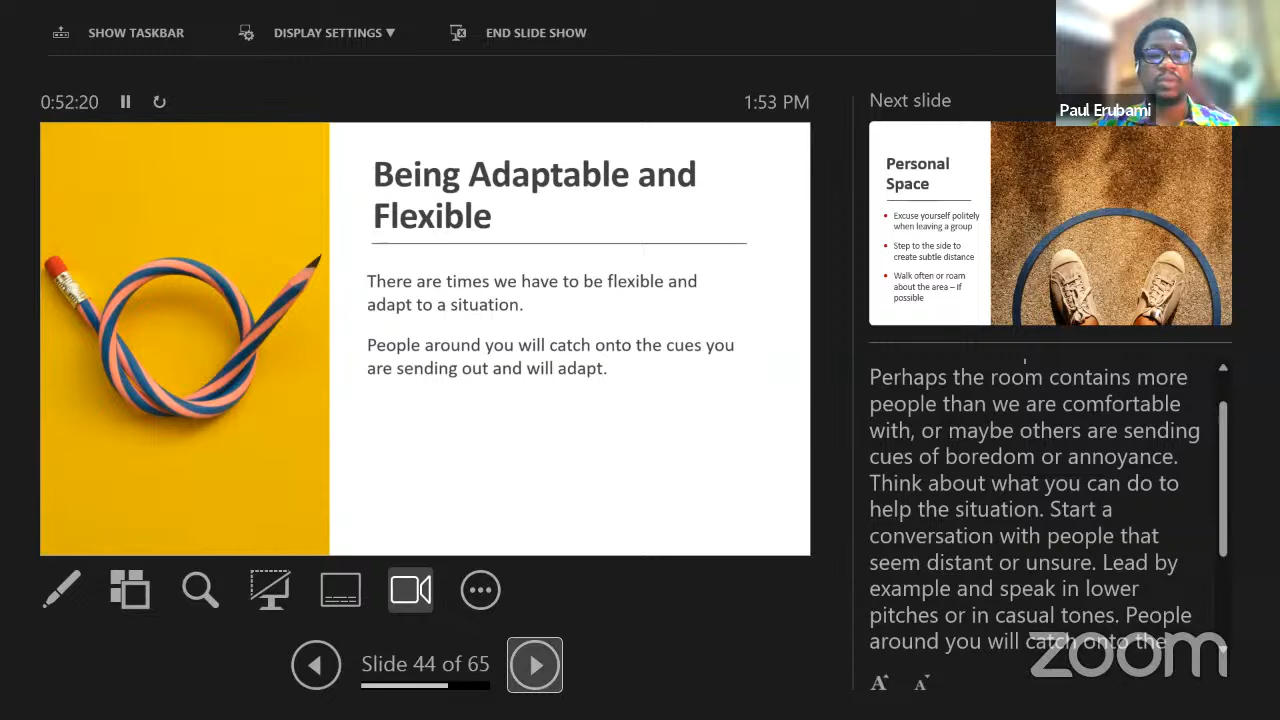 SHOW TASKBAR
DISPLAY SETTINGS ▼
END SLIDE SHOW
Paul Erubami
0:52:20
1:53 PM
Being Adaptable and
Flexible
There are times we have to be flexible and
adapt to a situation.
People around you will catch onto the cues you
are sending out and will adapt.
Slide 44 of 65
Next slide
Personal
Space
Excuse yourself politely
when leaving a group
Step to the side to
create subtle distance
Walk often or roam
about the area – if
possible
Perhaps the room contains more
people than we are comfortable
with, or maybe others are sending
cues of boredom or annoyance.
Think about what you can do to
help the situation. Start a
conversation with people that
seem distant or unsure. Lead by
example and speak in lower
pitches or in casual tones. People
around you will catch onto the
zoom
A A